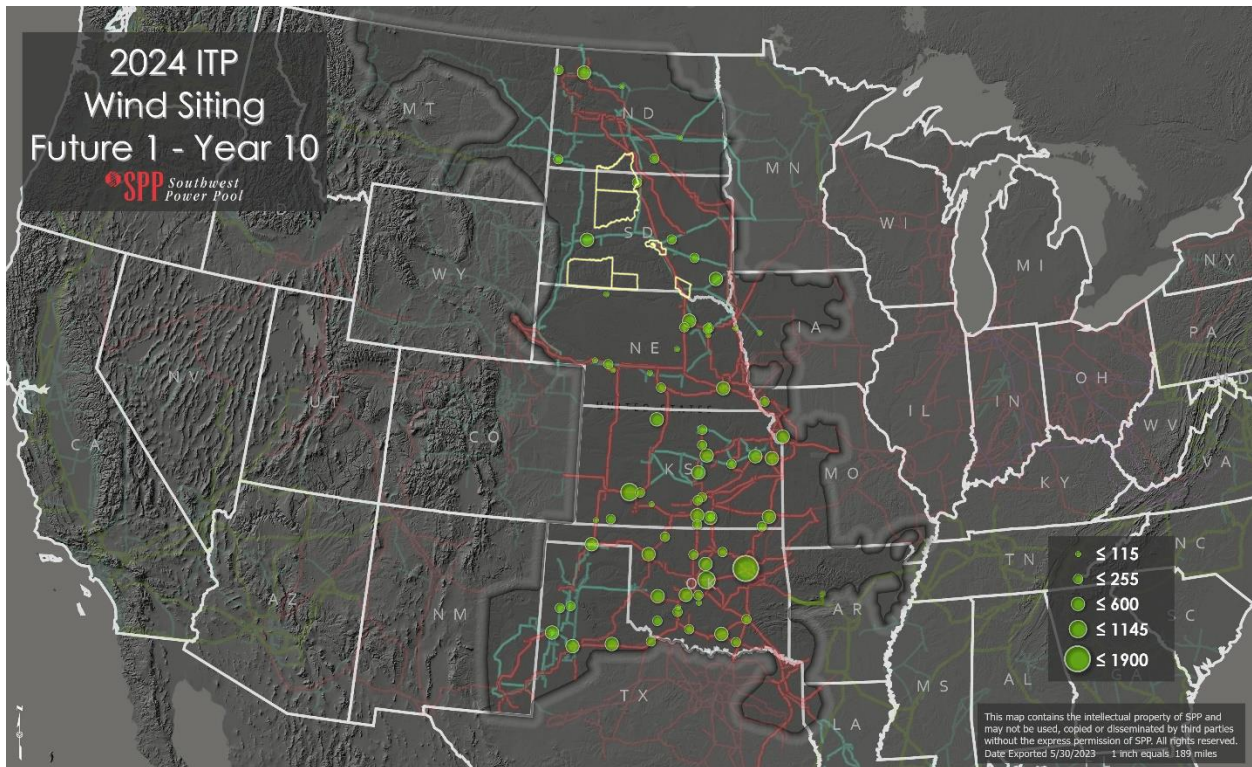 2024 ITP
Wind Siting
Future 1 - Year 10
SPP Southwest
Power Pool
MT
ND
MN
WI
MI
NY
SD
WY
IA
PA
NE
NV
UT
CO
CA
IL
IN
OH
WV
VA
KS
MO
KY
AZ
NM
OK
AR
TN
NC
SC
TX
LA
MS
AL
GA
≤ 115
≤ 255
≤ 600
≤ 1145
≤ 1900
This map contains the intellectual property of SPP and
may not be used, copied or disseminated by third parties
without the express permission of SPP. All rights reserved.
Date Exported 5/30/2023 1 inch equals 189 miles